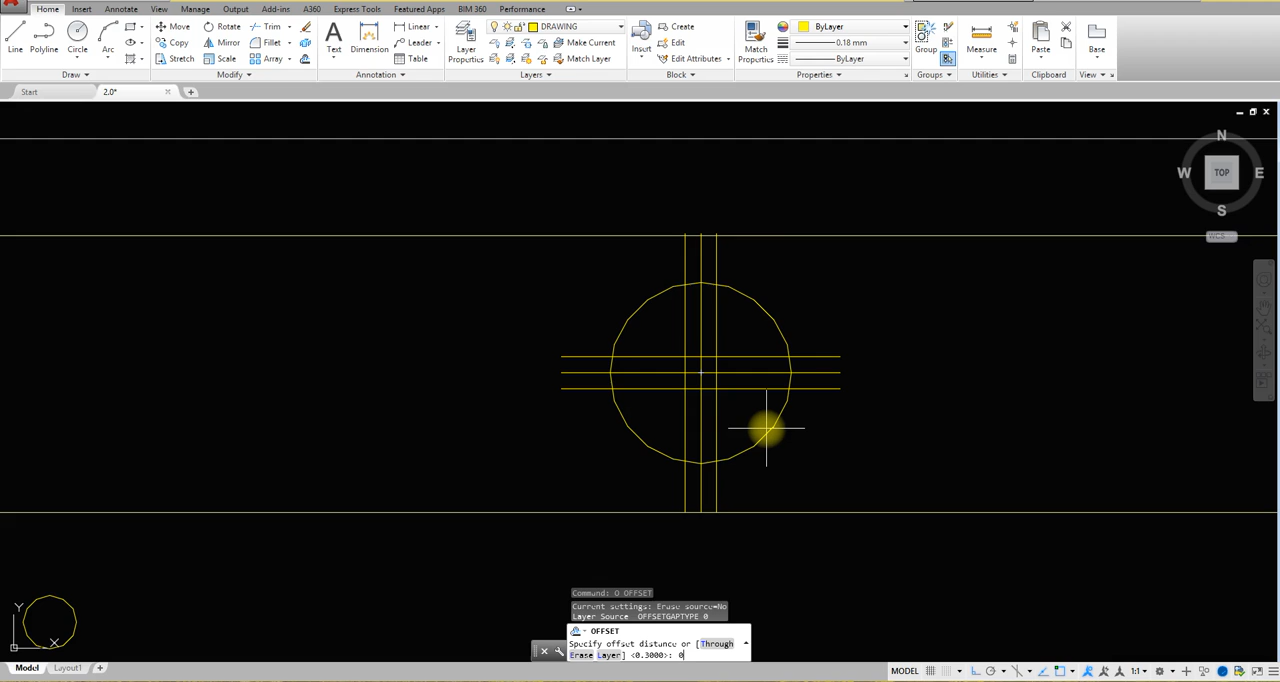 Home Insert Annotate View Manage Output Add-ins A360 Express Tools Featured Apps BIM 360 Performance
Line Polyline Circle Arc
Move Rotate Trim
Copy Mirror Fillet
Stretch Scale Array
Text Dimension
Linear
Leader
Table
Layer Properties
DRAWING
Make Current
Match Layer
Insert
Create
Edit
Edit Attributes
Match Properties
ByLayer
0.18 mm
ByLayer
Group Measure Paste Base
Draw Modify Annotation Layers Block Properties Groups Utilities Clipboard View
Start 2.0*
N
W TOP E
S
WCS
Y
X
Command: O OFFSET
Current settings: Erase source=No
Layer Source OFFSETGAPTYPE 0
OFFSET
Specify offset distance or [Through
Erase Layer] <0.3000>: 0
Model Layout1 +
MODEL 1:1